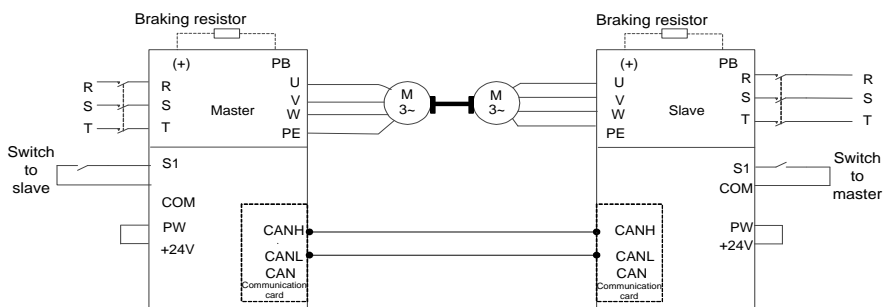 Braking resistor
(+)
PB
R
S
T
R
S
T
Master
U
V
W
PE
M
3~
Switch
to
slave
S1
COM
PW
+24V
CANH
CANL
CAN
Communication
card
Braking resistor
(+)
PB
M
3~
U
V
W
PE
Slave
R
S
T
R
S
T
S1
COM
Switch
to
master
PW
+24V
CANH
CANL
CAN
Communication
card